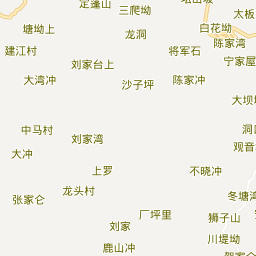 定蓬山
三爬坳
太板
塘坳上
龙洞
白花坳
陈家湾
建江村
将军石
宁家屋
刘家台上
大湾冲
沙子坪
陈家冲
大坝
中马村
刘家湾
观音
大冲
上罗
不晓冲
龙头村
张家仑
冬塘湾
厂坪里
狮子山
刘家
川堤坳
鹿山冲